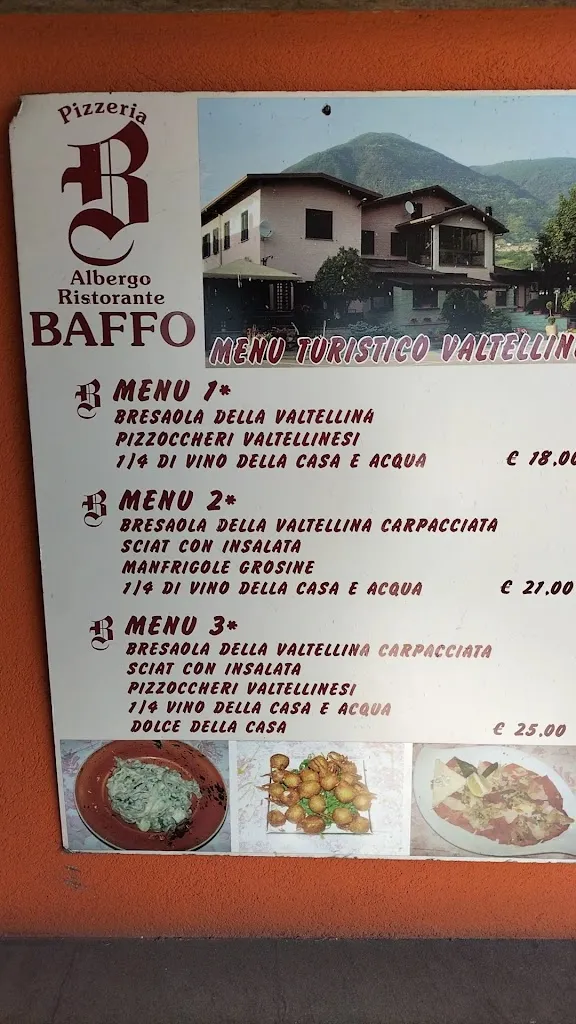 Pizzeria
B
Albergo
Ristorante
BAFFO
MENU TURISTICO VALTELLIN
B MENU 1*
BRESAOLA DELLA VALTELLINA
PIZZOCCHERI VALTELLINESI
1/4 DI VINO DELLA CASA E ACQUA € 18,00
B MENU 2*
BRESAOLA DELLA VALTELLINA CARPACCIATA
SCIAT CON INSALATA
MANFRIGOLE GROSINE
1/4 DI VINO DELLA CASA E ACQUA € 21,00
B MENU 3*
BRESAOLA DELLA VALTELLINA CARPACCIATA
SCIAT CON INSALATA
PIZZOCCHERI VALTELLINESI
1/4 VINO DELLA CASA E ACQUA
DOLCE DELLA CASA € 25.00